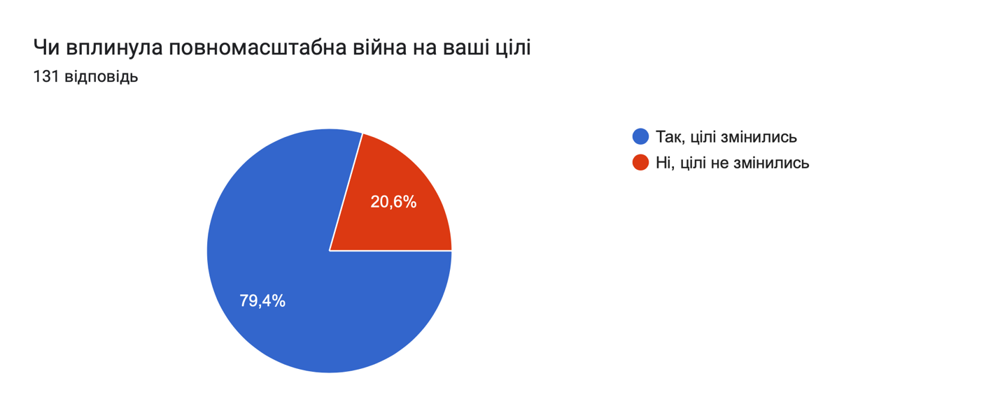 Чи вплинула повномасштабна війна на ваші цілі
131 відповідь
Так, цілі змінились
Ні, цілі не змінились
20,6%
79,4%